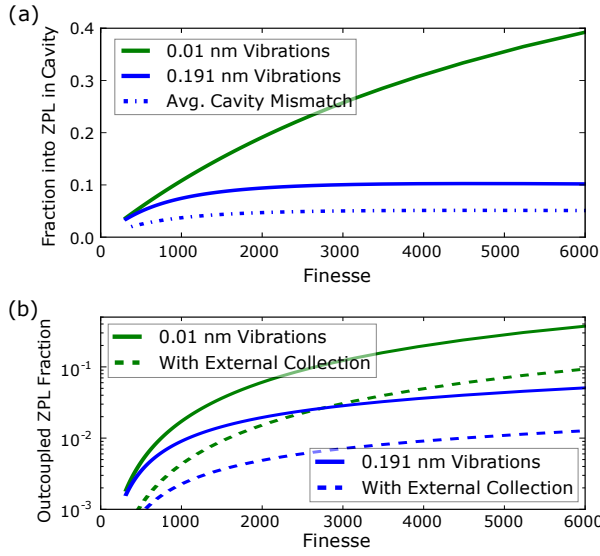 (a)
0.4
0.3
0.2
0.1
0.0
Fraction into ZPL in Cavity
0.01 nm Vibrations
0.191 nm Vibrations
Avg. Cavity Mismatch
0 1000 2000 3000 4000 5000 6000
Finesse
(b)
10⁻¹
10⁻²
10⁻³
Outcoupled ZPL Fraction
0.01 nm Vibrations
With External Collection
0.191 nm Vibrations
With External Collection
0 1000 2000 3000 4000 5000 6000
Finesse